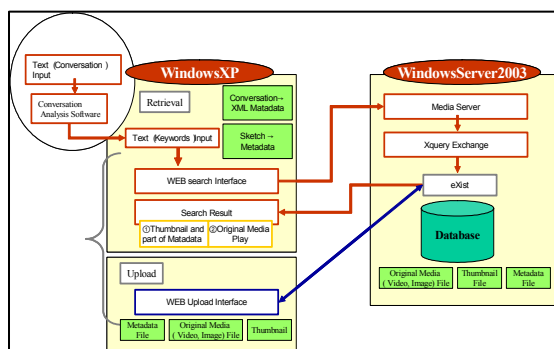 Text (Conversation)
Input
Conversation
Analysis Software
WindowsXP
Retrieval
Conversation→
XML Matadata
Text (Keywords)Input
Sketch→
Metadata
WEB search Interface
Search Result
①Thumbnail and
part of Metadata
②Original Media
Play
Upload
WEB Upload Interface
Metadata
File
Original Media
( Video, Image) File
Thumbnail
WindowsServer2003
Media Server
Xquery Exchange
eXist
Database
Original Media
( Video, Image) File
Thumbnail
File
Metadata
File